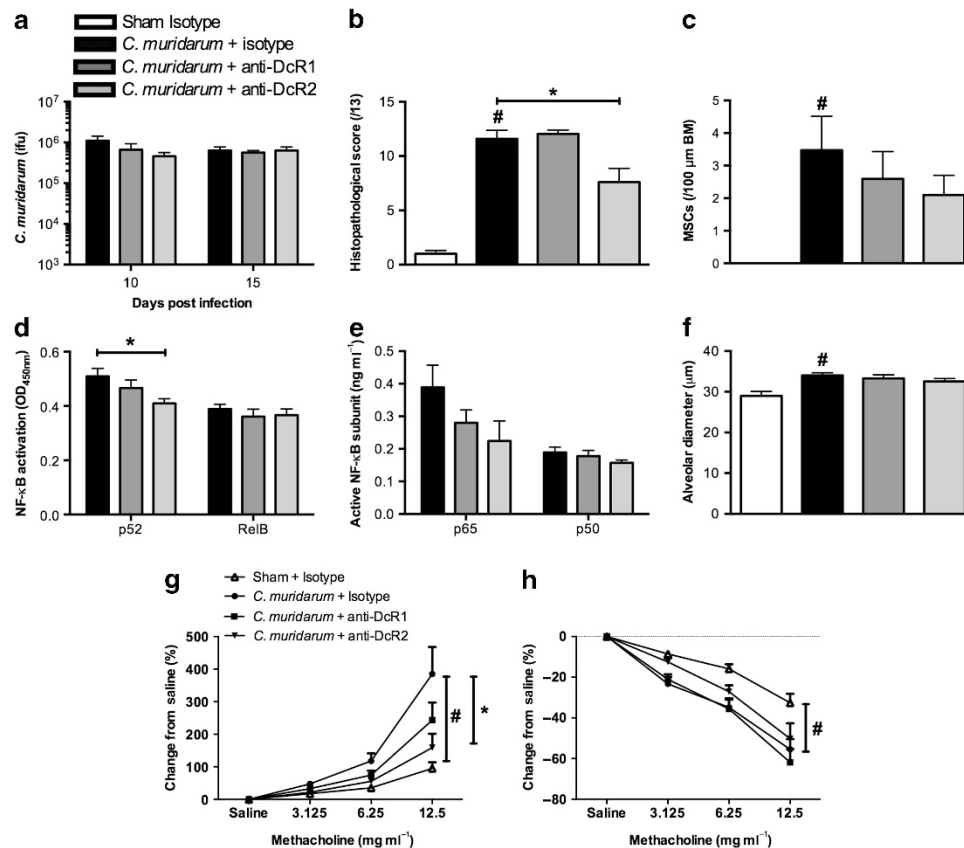 a
Sham Isotype
C. muridarum + isotype
C. muridarum + anti-DcR1
C. muridarum + anti-DcR2
C. muridarum (ifu)
10⁷
10⁶
10⁵
10⁴
10³
10
15
Days post infection
b
Histopathological score (/13)
15
10
5
0
#
*
c
MSCs (/100 μm BM)
5
4
3
2
1
0
#
d
NF-κB activation (OD₄₅₀nm)
0.6
0.4
0.2
0.0
*
p52
RelB
e
Active NF-κB subunit (ng ml⁻¹)
0.5
0.4
0.3
0.2
0.1
0.0
p65
p50
f
Alveolar diameter (μm)
40
30
20
10
0
#
g
Sham + Isotype
C. muridarum + Isotype
C. muridarum + anti-DcR1
C. muridarum + anti-DcR2
Change from saline (%)
500
400
300
200
100
0
#
*
Saline
3.125
6.25
12.5
Methacholine (mg ml⁻¹)
h
Change from saline (%)
0
−20
−40
−60
−80
#
Saline
3.125
6.25
12.5
Methacholine (mg ml⁻¹)